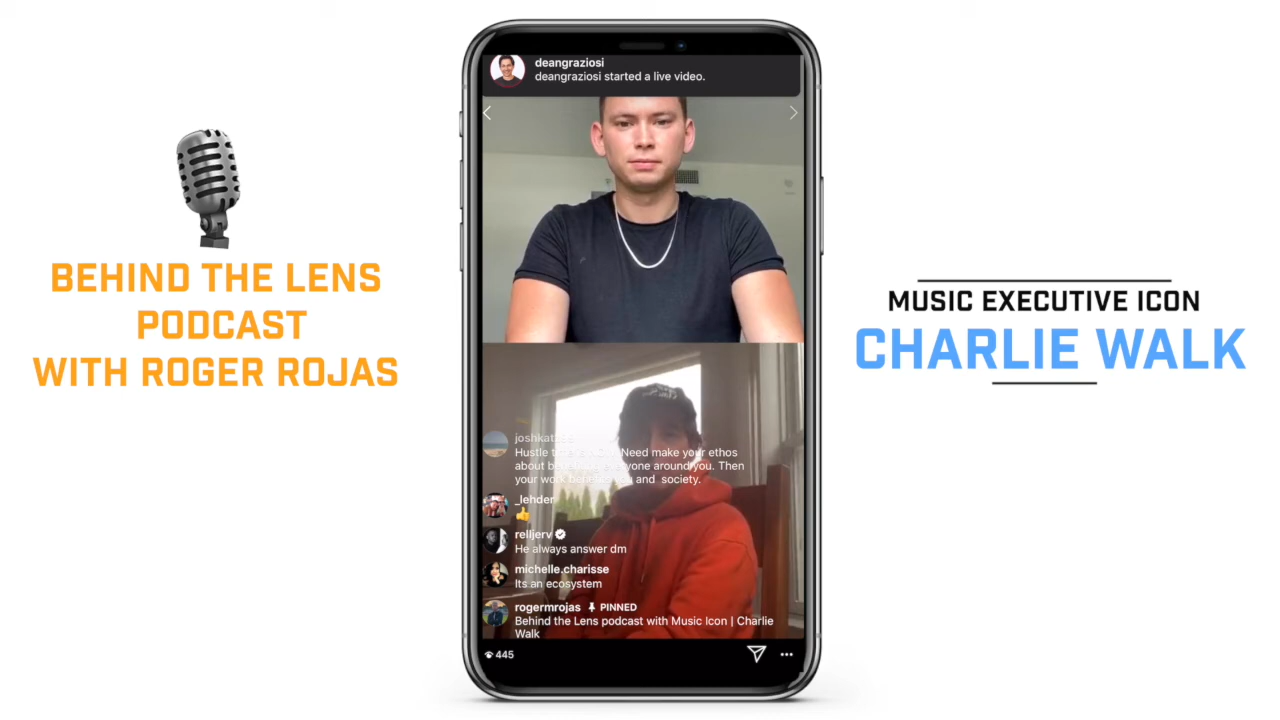 BEHIND THE LENS
PODCAST
WITH ROGER ROJAS
deangraziosi
deangraziosi started a live video.
Hustle Need make your ethos
about everyone around you. Then
your work and society.
_lehder
relljerv
He always answer dm
michelle.charisse
Its an ecosystem
rogermrojas PINNED
Behind the Lens podcast with Music Icon | Charlie
Walk
445
MUSIC EXECUTIVE ICON
CHARLIE WALK